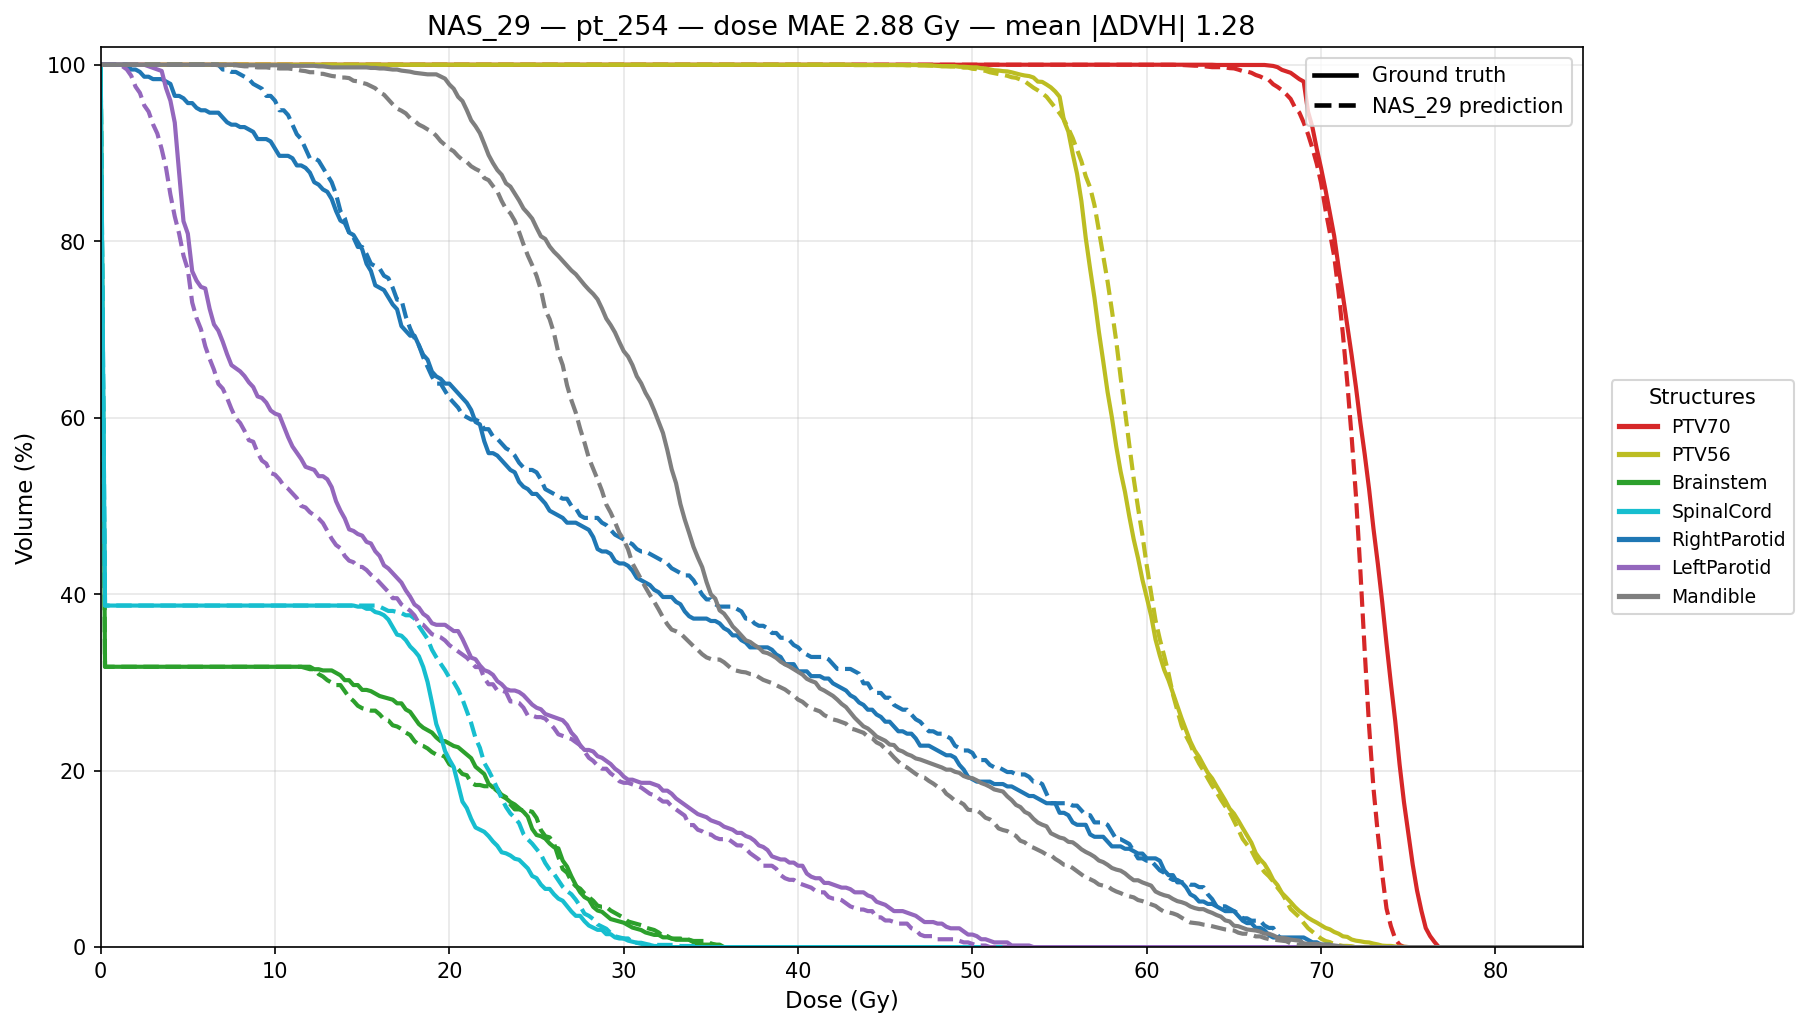 NAS_29 — pt_254 — dose MAE 2.88 Gy — mean |ΔDVH| 1.28
Ground truth
NAS_29 prediction
Volume (%)
100
80
60
40
20
0
0 10 20 30 40 50 60 70 80
Dose (Gy)
Structures
PTV70
PTV56
Brainstem
SpinalCord
RightParotid
LeftParotid
Mandible